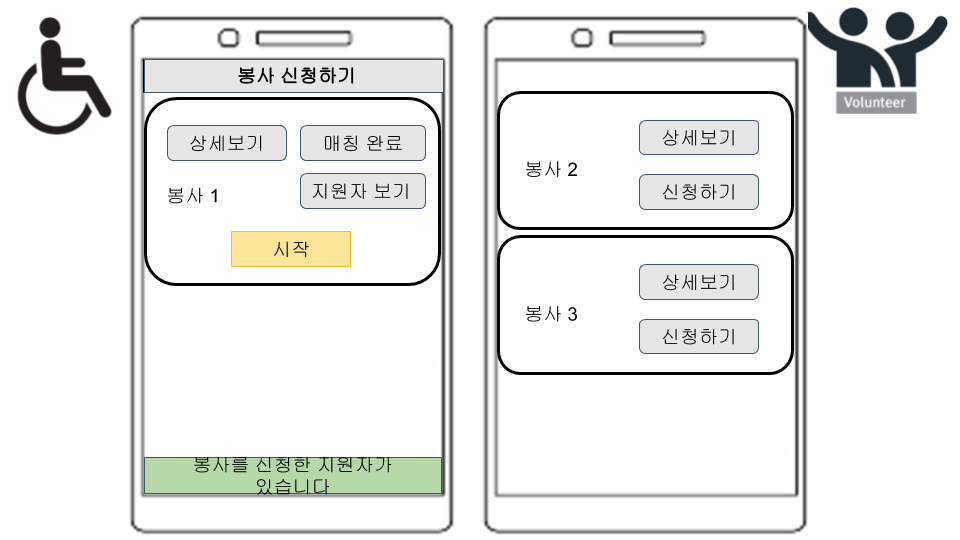 봉사 신청하기
상세보기
매칭 완료
봉사 1
지원자 보기
시작
봉사를 신청한 지원자가
있습니다
상세보기
봉사 2
신청하기
상세보기
봉사 3
신청하기
Volunteer